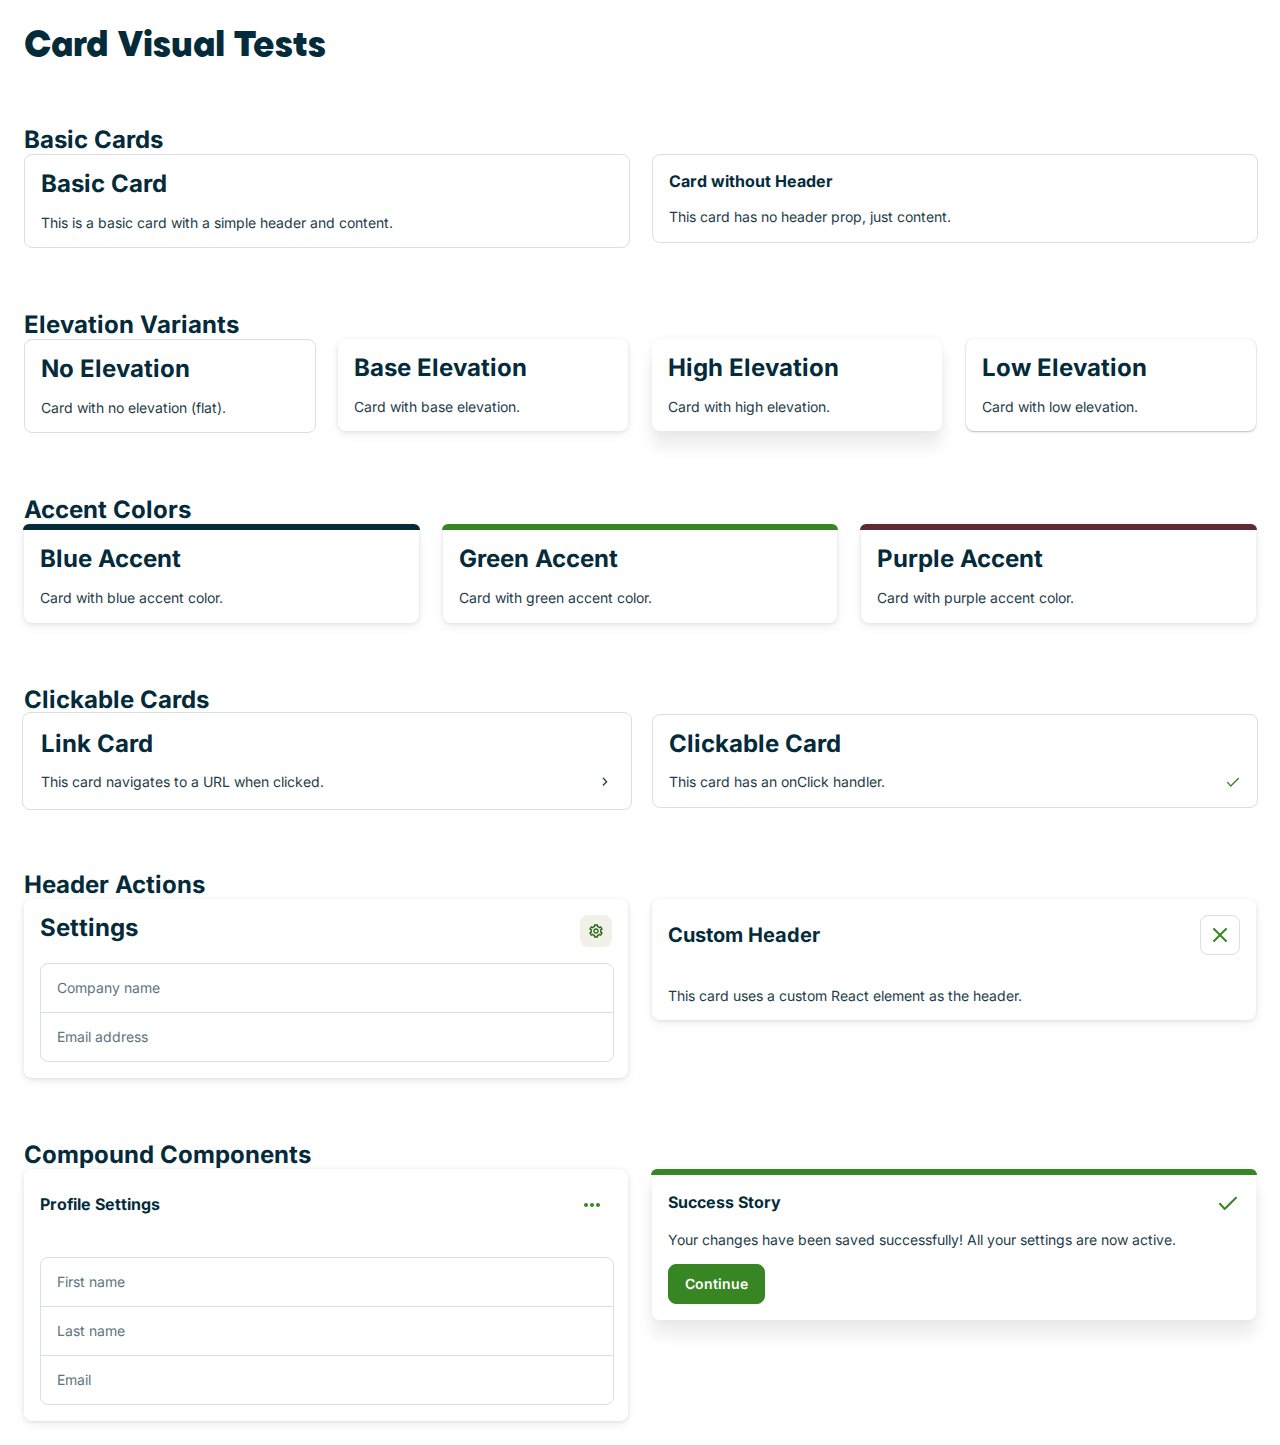 Card Visual Tests
Basic Cards
Basic Card
This is a basic card with a simple header and content.
Card without Header
This card has no header prop, just content.
Elevation Variants
No Elevation
Card with no elevation (flat).
Base Elevation
Card with base elevation.
High Elevation
Card with high elevation.
Low Elevation
Card with low elevation.
Accent Colors
Blue Accent
Card with blue accent color.
Green Accent
Card with green accent color.
Purple Accent
Card with purple accent color.
Clickable Cards
Link Card
This card navigates to a URL when clicked.
Clickable Card
This card has an onClick handler.
Header Actions
Settings
Company name
Email address
Custom Header
This card uses a custom React element as the header.
Compound Components
Profile Settings
First name
Last name
Email
Success Story
Your changes have been saved successfully! All your settings are now active.
Continue